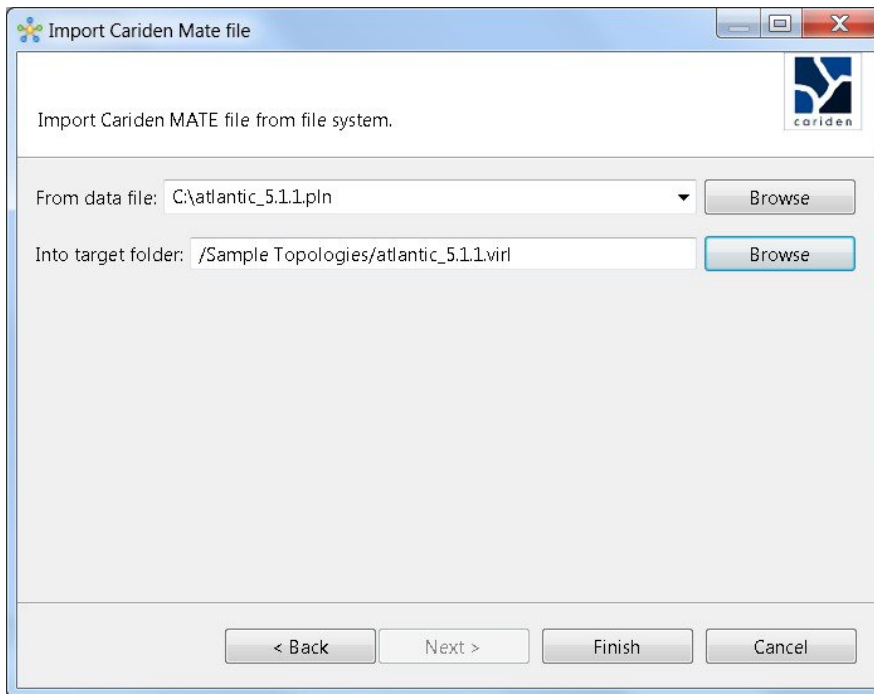 Import Cariden Mate file
cariden
Import Cariden MATE file from file system.
From data file: C:\atlantic_5.1.1.pln Browse
Into target folder: /Sample Topologies/atlantic_5.1.1.virl Browse
< Back Next > Finish Cancel